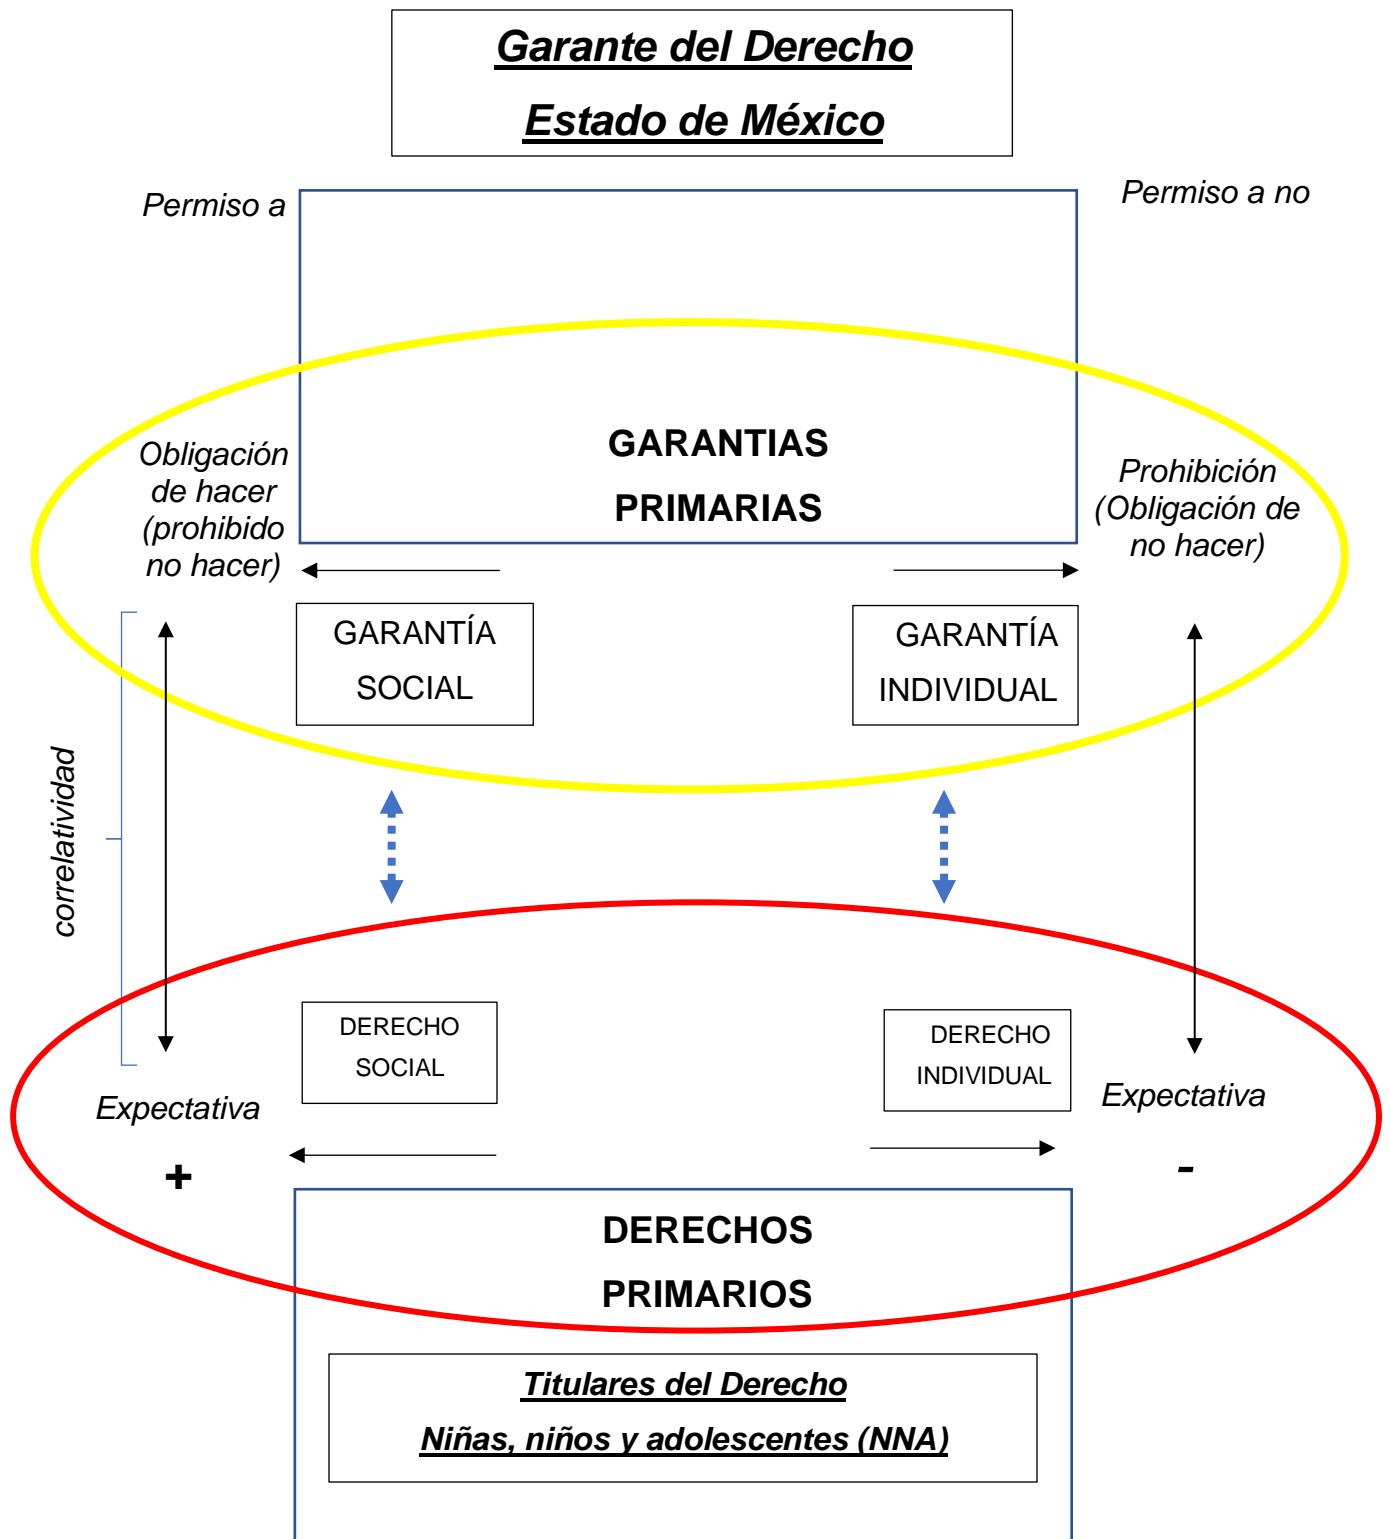 Garante del Derecho
Estado de México
Permiso a
Permiso a no
GARANTIAS
PRIMARIAS
Obligación
de hacer
(prohibido
no hacer)
Prohibición
(Obligación de
no hacer)
GARANTÍA
SOCIAL
GARANTÍA
INDIVIDUAL
correlatividad
DERECHO
SOCIAL
DERECHO
INDIVIDUAL
Expectativa
+
Expectativa
-
DERECHOS
PRIMARIOS
Titulares del Derecho
Niñas, niños y adolescentes (NNA)